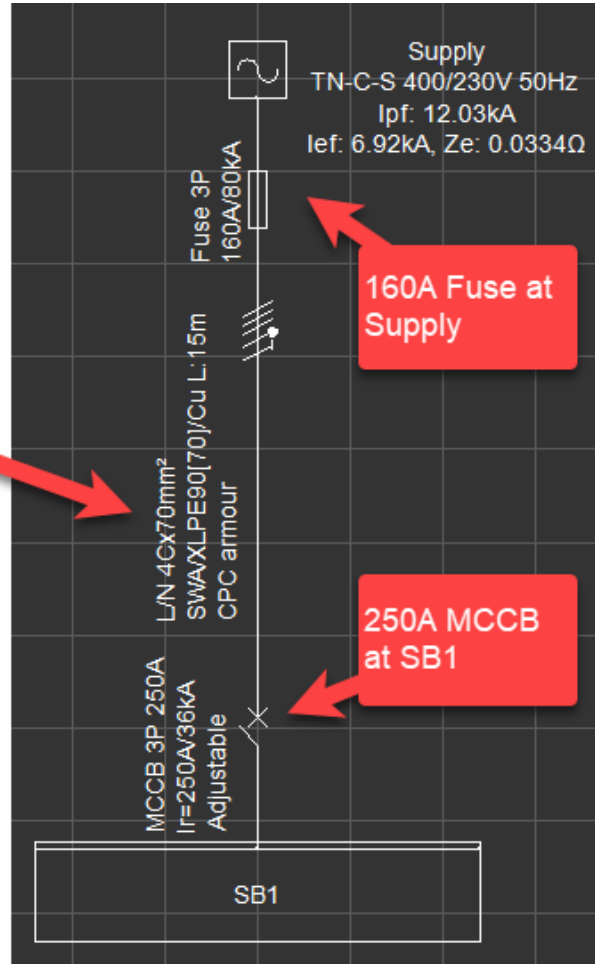 Supply
TN-C-S 400/230V 50Hz
Ipf: 12.03kA
Ief: 6.92kA, Ze: 0.0334Ω
Fuse 3P
160A/80kA
160A Fuse at
Supply
L/N 4Cx70mm²
SWA/XLPE90[70]/Cu L:15m
CPC armour
250A MCCB
at SB1
MCCB 3P 250A
Ir=250A/36kA
Adjustable
SB1